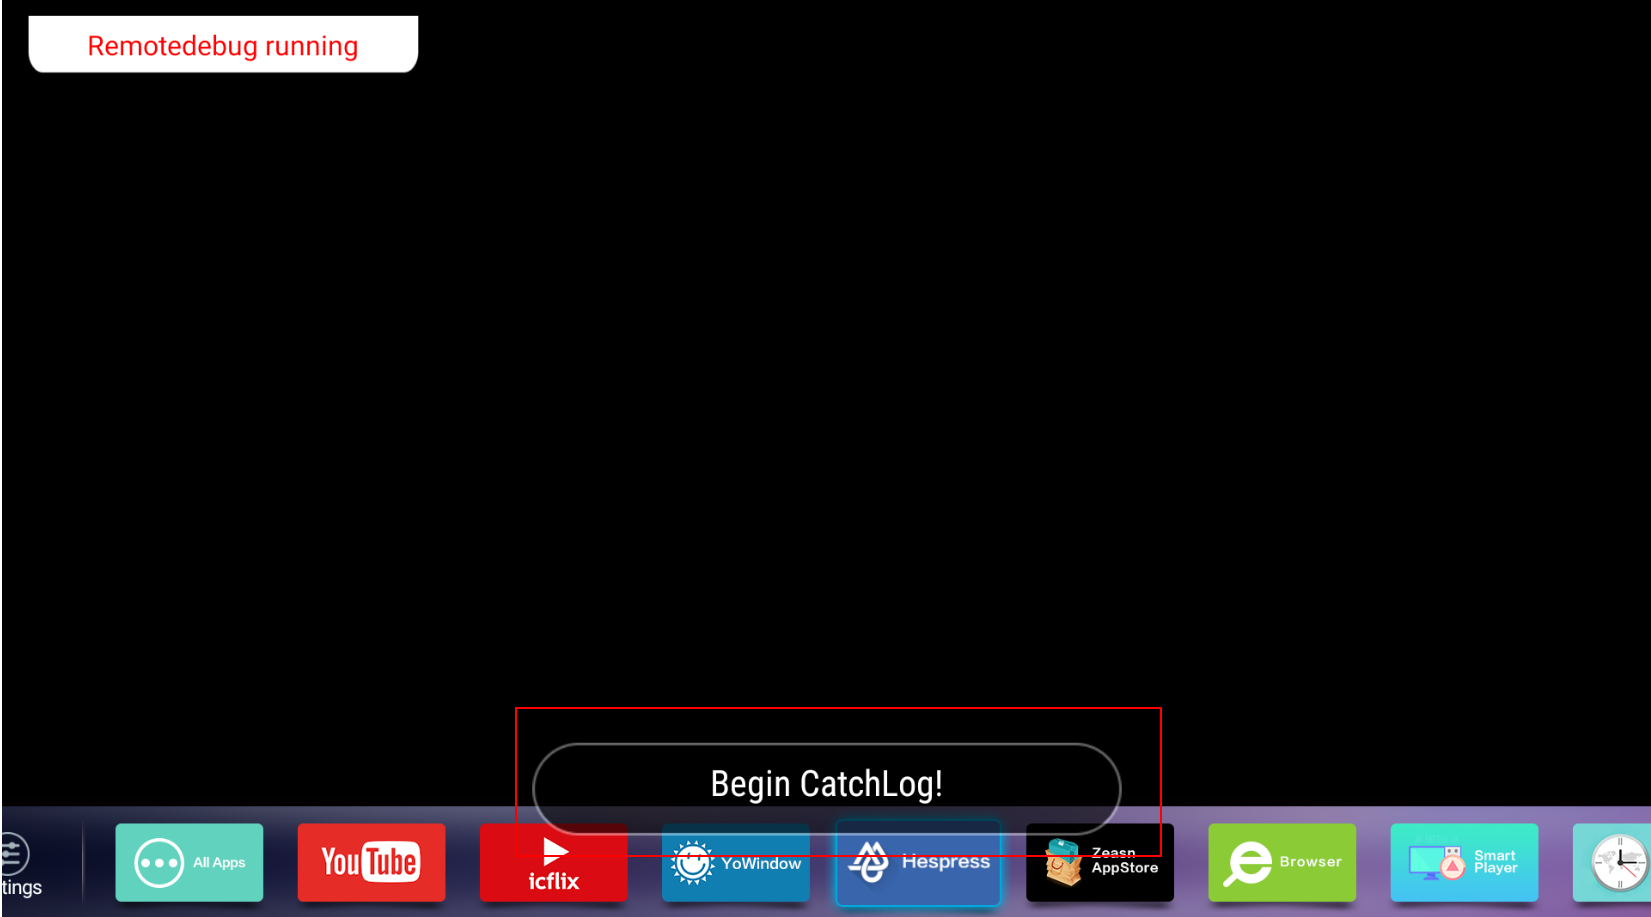 Remotedebug running
Begin CatchLog!
tings
All Apps
YouTube
icflix
YoWindow
Hespress
Zeasn
AppStore
Browser
Smart
Player